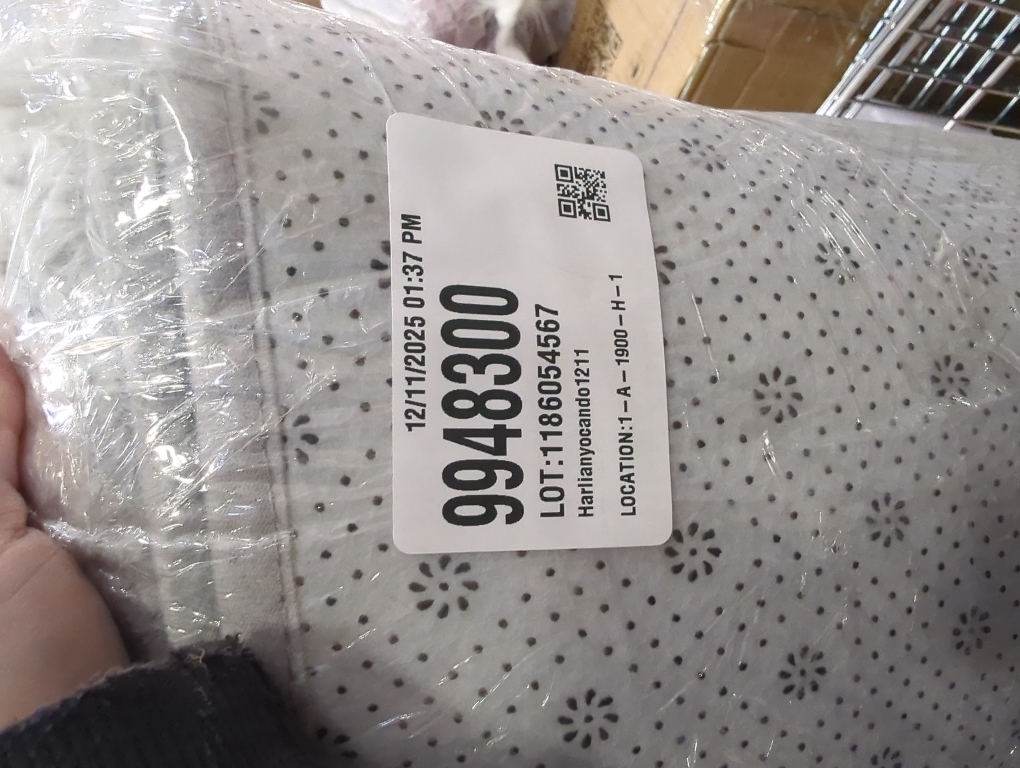 12/11/2025 01:37 PM
9948300
LOT:1186054567
Harlianyocando1211
LOCATION:1-A-1900-H-1